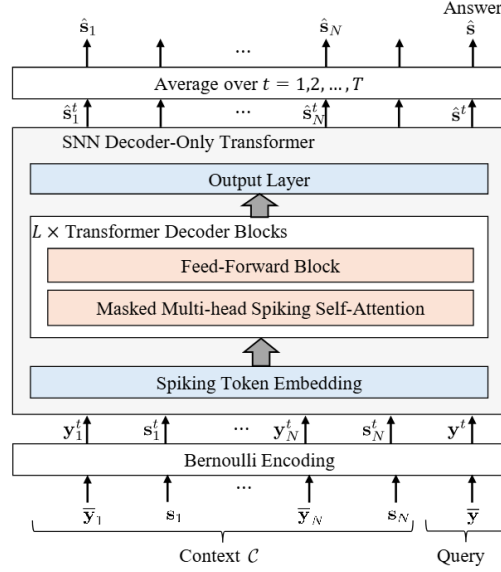 Answer
ŝ₁ ... ŝ_N ŝ
Average over t = 1,2, ... , T
ŝ₁ᵗ ... ŝ_Nᵗ ŝᵗ
SNN Decoder-Only Transformer
Output Layer
L × Transformer Decoder Blocks
Feed-Forward Block
Masked Multi-head Spiking Self-Attention
Spiking Token Embedding
y₁ᵗ s₁ᵗ ... y_Nᵗ s_Nᵗ yᵗ
Bernoulli Encoding
ȳ₁ s₁ ... ȳ_N s_N ȳ
Context 𝒞 Query